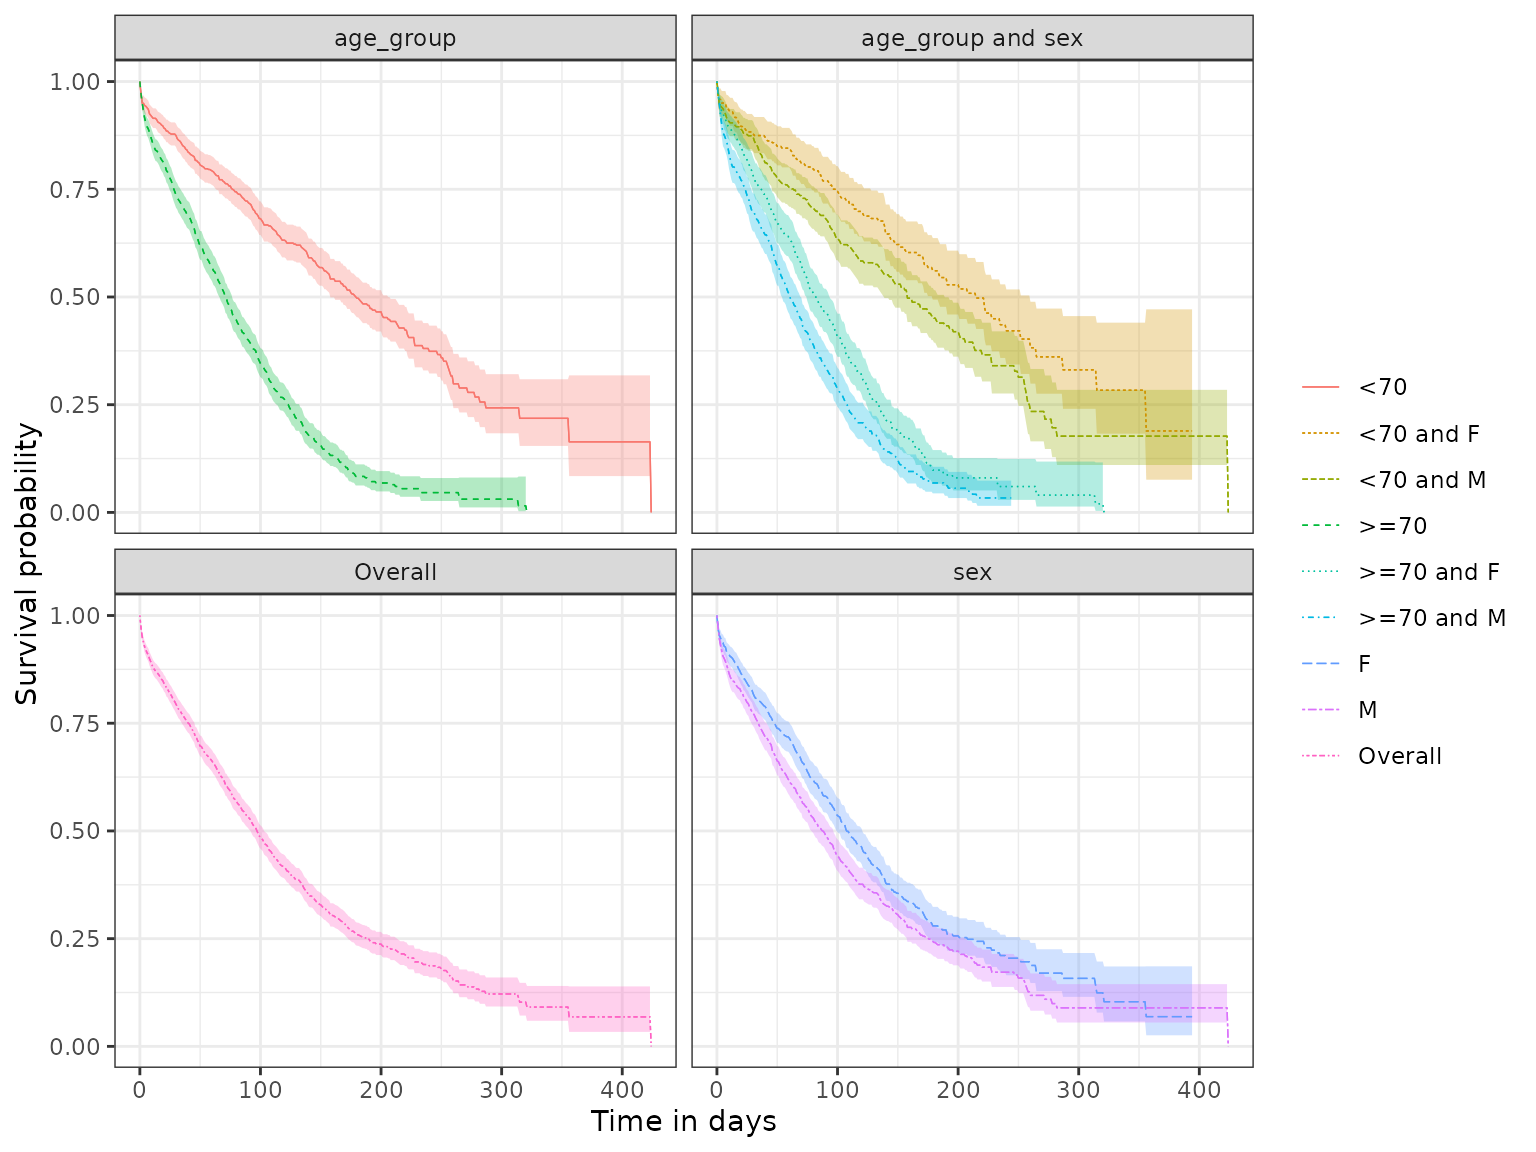 age_group
age_group and sex
1.00
0.75
0.50
0.25
0.00
Overall
sex
1.00
0.75
0.50
0.25
0.00
0 100 200 300 400
0 100 200 300 400
Time in days
Survival probability
<70
<70 and F
<70 and M
>=70
>=70 and F
>=70 and M
F
M
Overall